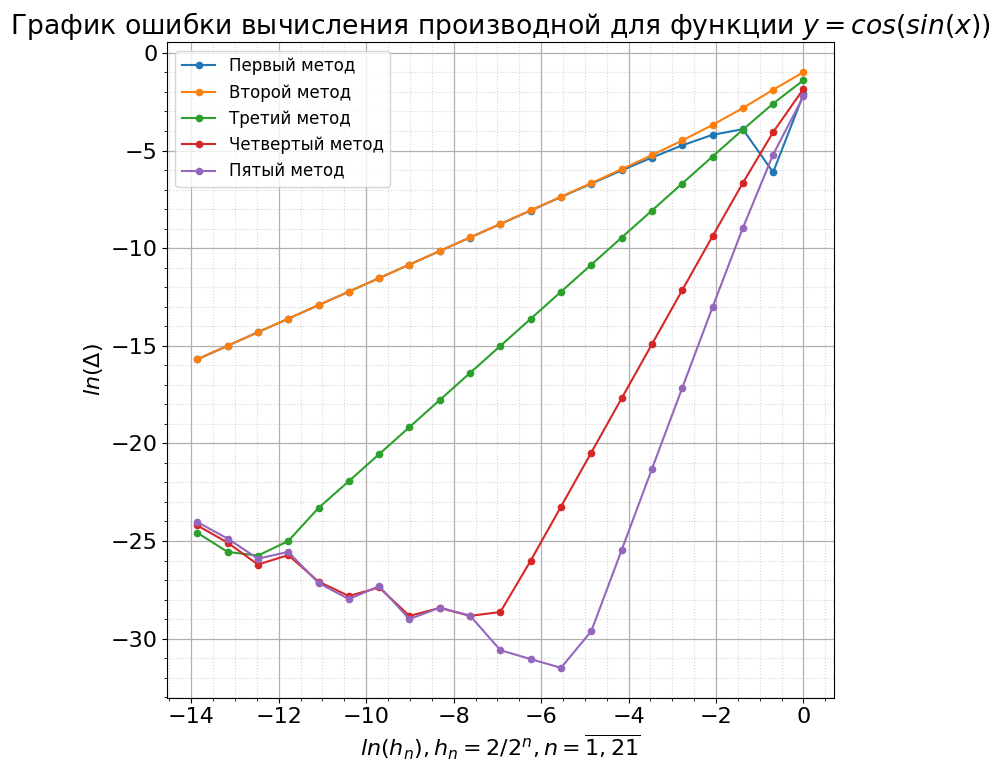 График ошибки вычисления производной для функции y = cos(sin(x))
Первый метод
Второй метод
Третий метод
Четвертый метод
Пятый метод
0
−5
−10
−15
−20
−25
−30
ln(Δ)
−14 −12 −10 −8 −6 −4 −2 0
ln(hₙ), hₙ = 2/2ⁿ, n = 1, 21